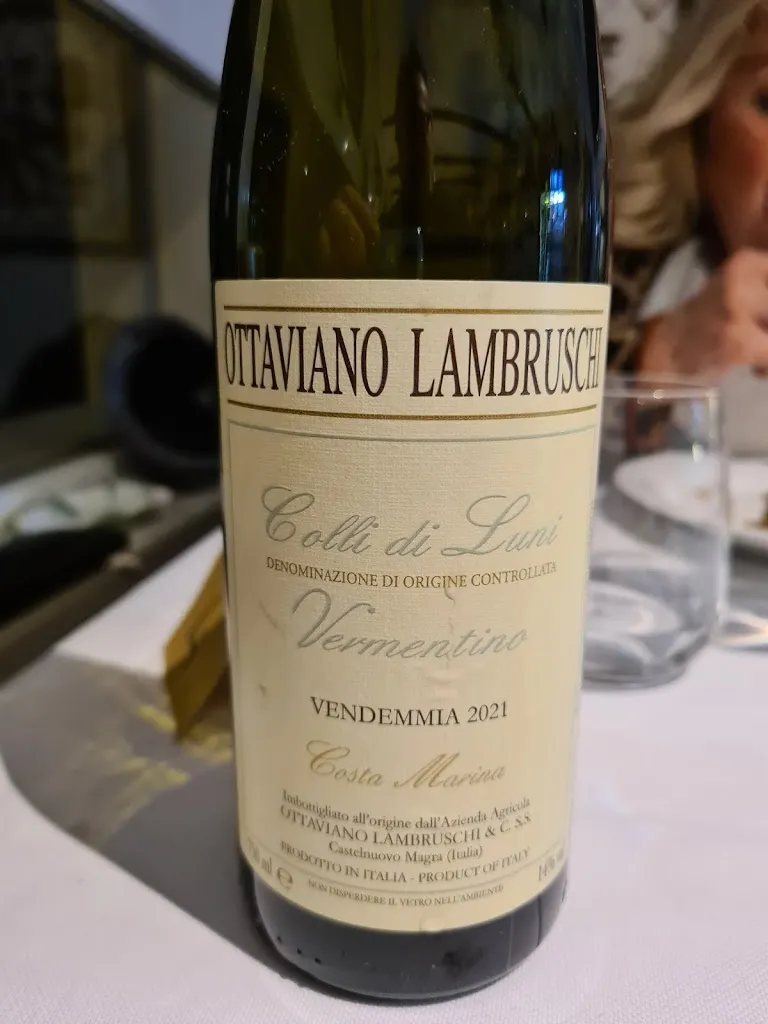 OTTAVIANO LAMBRUSCHI
Colli di Luni
DENOMINAZIONE DI ORIGINE CONTROLLATA
Vermentino
VENDEMMIA 2021
Costa Marina
Imbottigliato all'origine dall'Azienda Agricola
OTTAVIANO LAMBRUSCHI & C. S.S.
Castelnuovo Magra (Italia)
PRODOTTO IN ITALIA - PRODUCT OF ITALY
ml e
NON DISPERDERE IL VETRO NELL'AMBIENTE